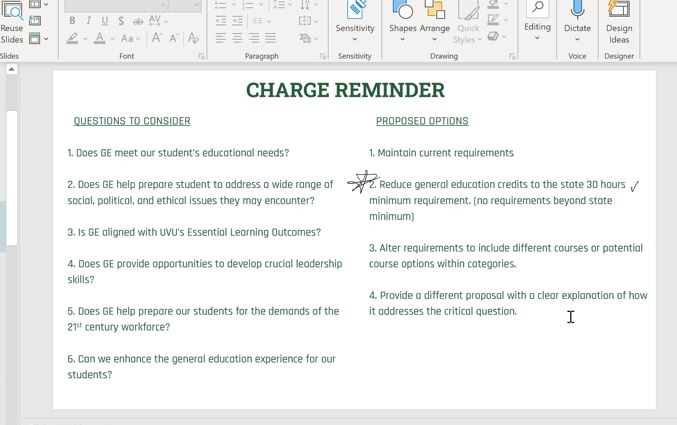 Reuse
Slides
Slides
B I U S ab AV
A A Aa A
Font
Paragraph
Sensitivity
Sensitivity
Shapes
Arrange
Quick
Styles
Drawing
Editing
Dictate
Voice
Design
Ideas
Designer
CHARGE REMINDER
QUESTIONS TO CONSIDER
1. Does GE meet our student's educational needs?
2. Does GE help prepare student to address a wide range of
social, political, and ethical issues they may encounter?
3. Is GE aligned with UVU's Essential Learning Outcomes?
4. Does GE provide opportunities to develop crucial leadership
skills?
5. Does GE help prepare our students for the demands of the
21st century workforce?
6. Can we enhance the general education experience for our
students?
PROPOSED OPTIONS
1. Maintain current requirements
2. Reduce general education credits to the state 30 hours
minimum requirement. (no requirements beyond state
minimum)
3. Alter requirements to include different courses or potential
course options within categories.
4. Provide a different proposal with a clear explanation of how
it addresses the critical question.